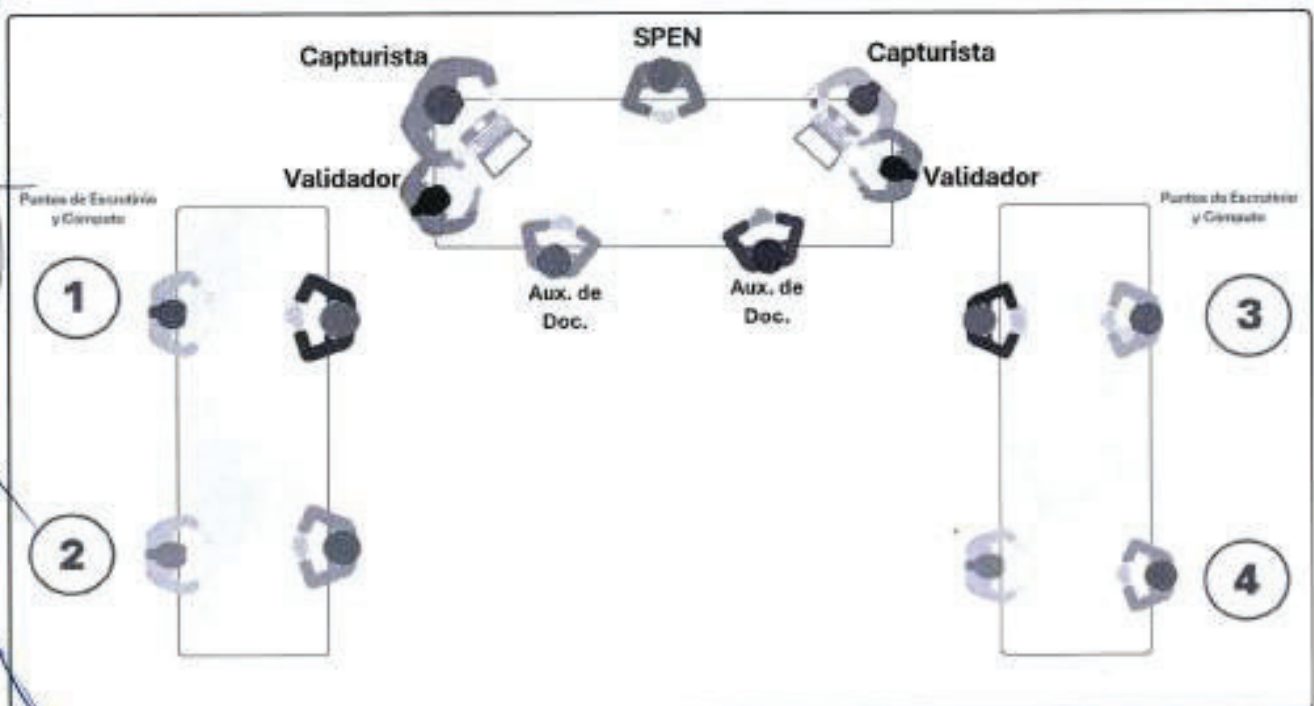 SPEN
Capturista
Capturista
Validador
Validador
Puntos de Escrutinio
y Cómputo
Puntos de Escrutinio
y Cómputo
1
3
Aux. de
Doc.
Aux. de
Doc.
2
4